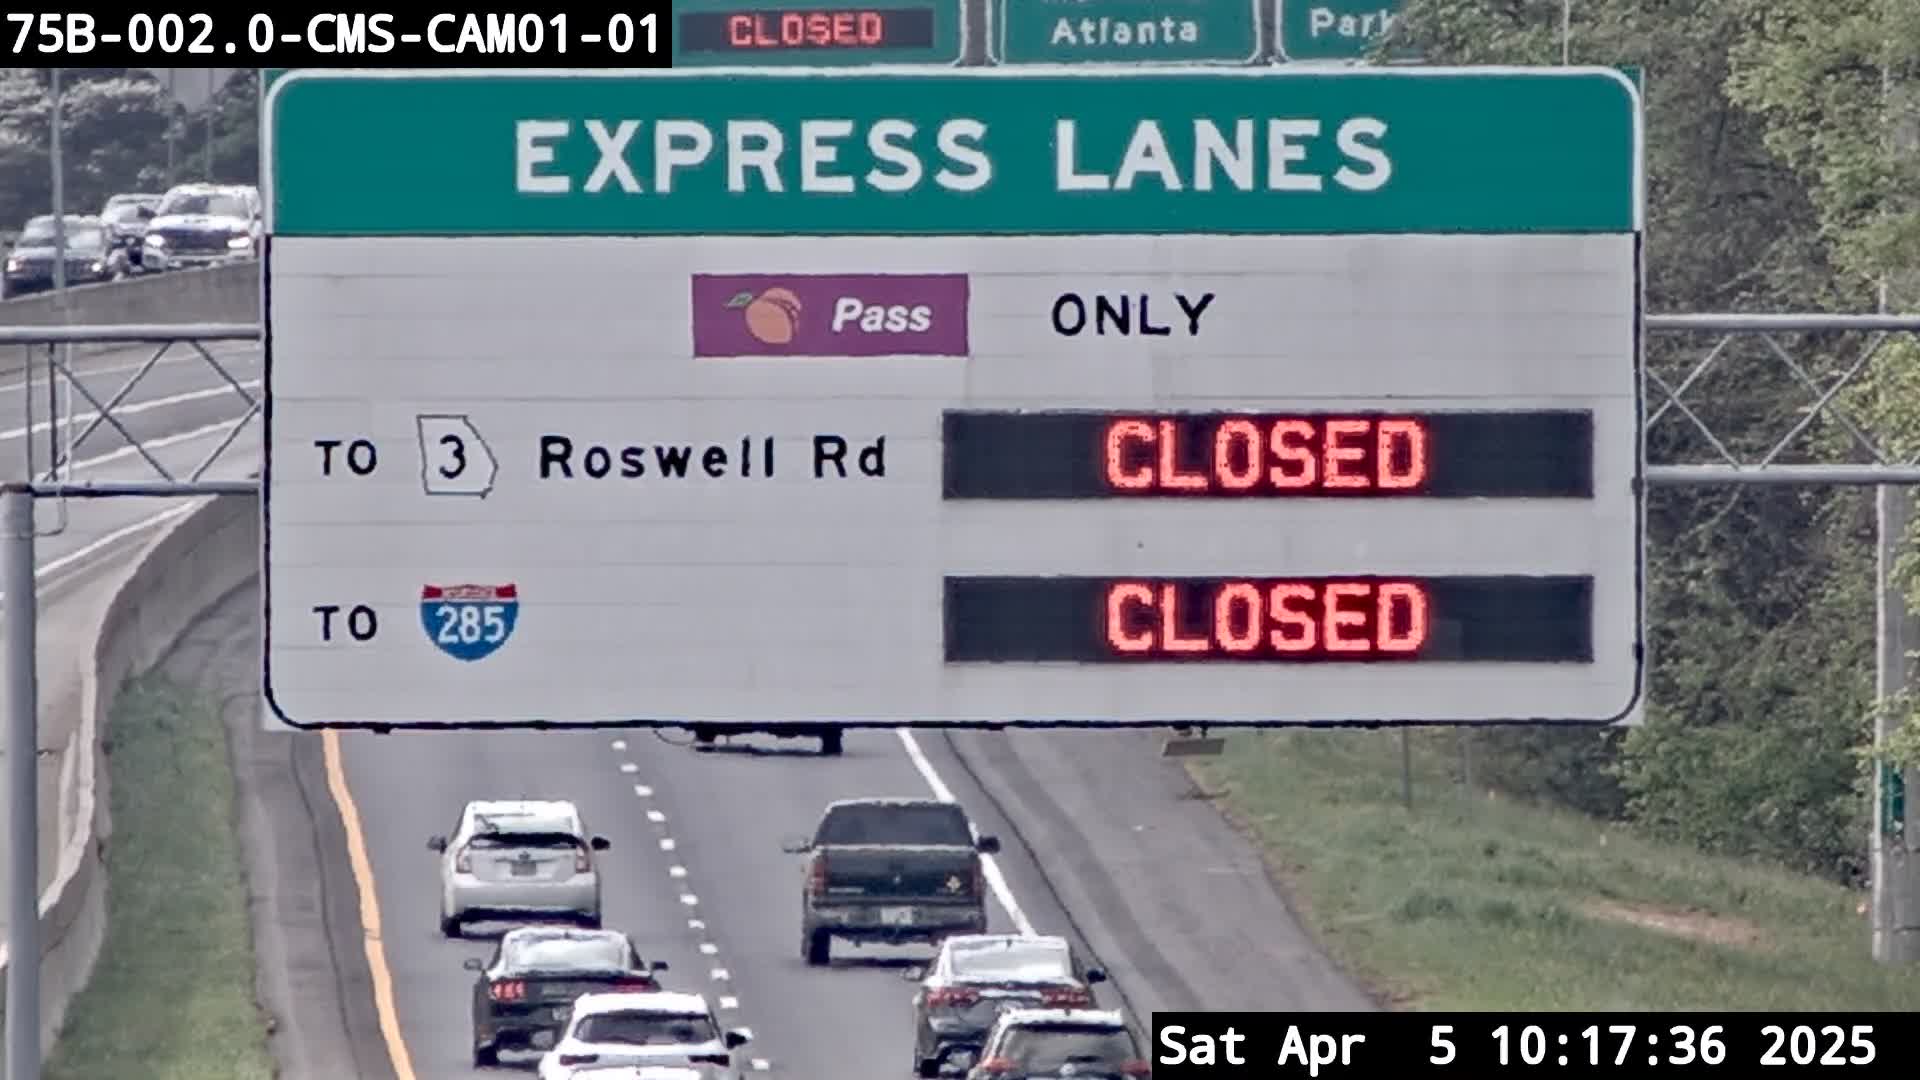 75B-002.0-CMS-CAM01-01
CLOSED
Atlanta
Park
EXPRESS LANES
Pass ONLY
TO 3 Roswell Rd CLOSED
TO 285 CLOSED
Sat Apr 5 10:17:36 2025